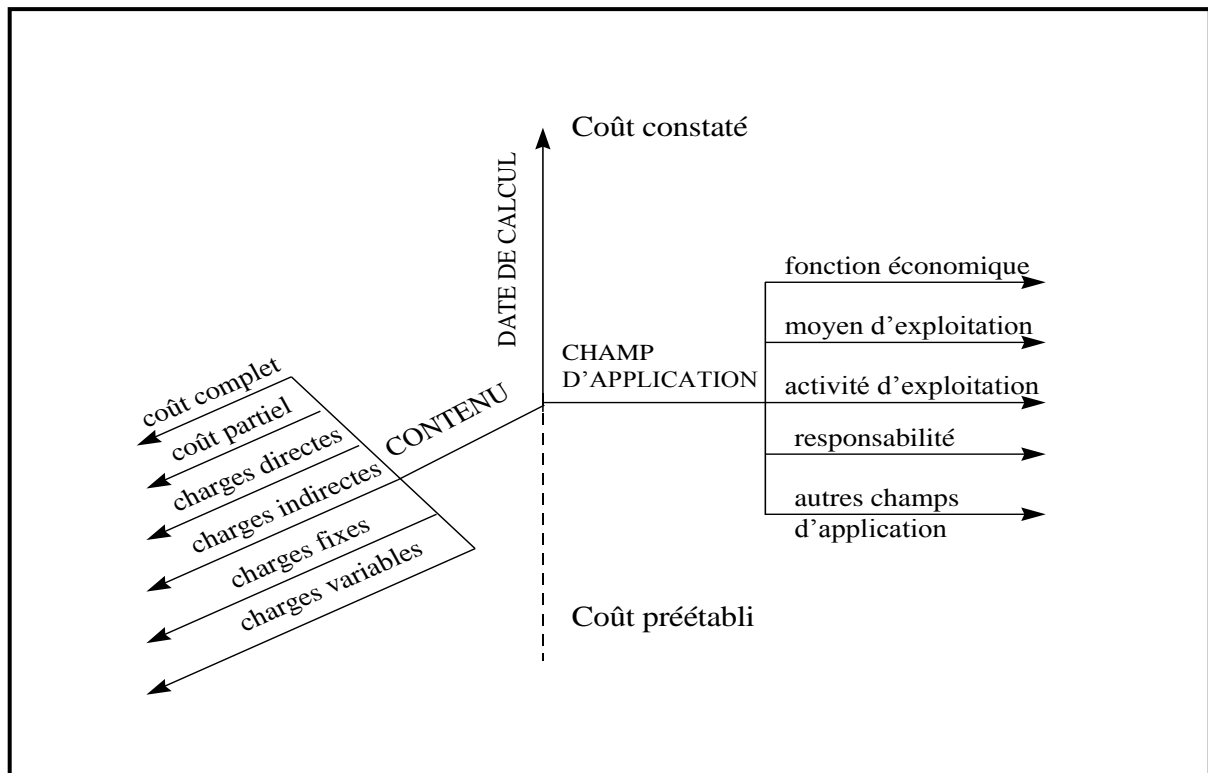 Coût constaté
DATE DE CALCUL
fonction économique
moyen d’exploitation
CHAMP
D’APPLICATION
activité d’exploitation
responsabilité
autres champs
d’application
CONTENU
coût complet
coût partiel
charges directes
charges indirectes
charges fixes
charges variables
Coût préétabli